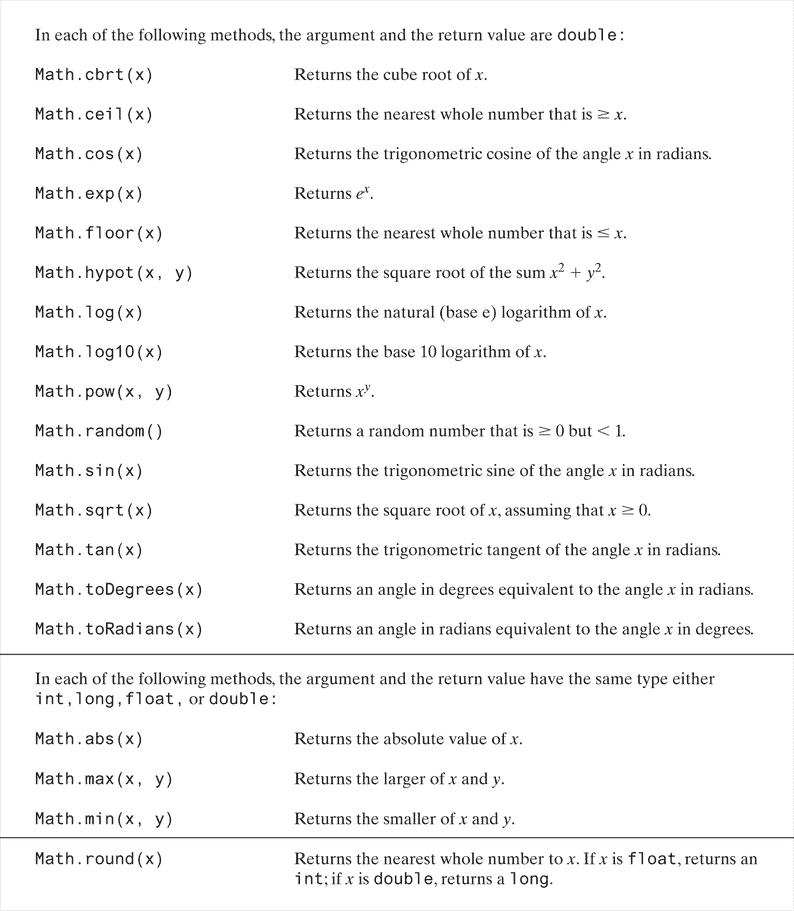 In each of the following methods, the argument and the return value are double:
Math.cbrt(x) Returns the cube root of x.
Math.ceil(x) Returns the nearest whole number that is ≥ x.
Math.cos(x) Returns the trigonometric cosine of the angle x in radians.
Math.exp(x) Returns eˣ.
Math.floor(x) Returns the nearest whole number that is ≤ x.
Math.hypot(x, y) Returns the square root of the sum x² + y².
Math.log(x) Returns the natural (base e) logarithm of x.
Math.log10(x) Returns the base 10 logarithm of x.
Math.pow(x, y) Returns xʸ.
Math.random() Returns a random number that is ≥ 0 but < 1.
Math.sin(x) Returns the trigonometric sine of the angle x in radians.
Math.sqrt(x) Returns the square root of x, assuming that x ≥ 0.
Math.tan(x) Returns the trigonometric tangent of the angle x in radians.
Math.toDegrees(x) Returns an angle in degrees equivalent to the angle x in radians.
Math.toRadians(x) Returns an angle in radians equivalent to the angle x in degrees.
In each of the following methods, the argument and the return value have the same type either
int, long, float, or double:
Math.abs(x) Returns the absolute value of x.
Math.max(x, y) Returns the larger of x and y.
Math.min(x, y) Returns the smaller of x and y.
Math.round(x) Returns the nearest whole number to x. If x is float, returns an
int; if x is double, returns a long.